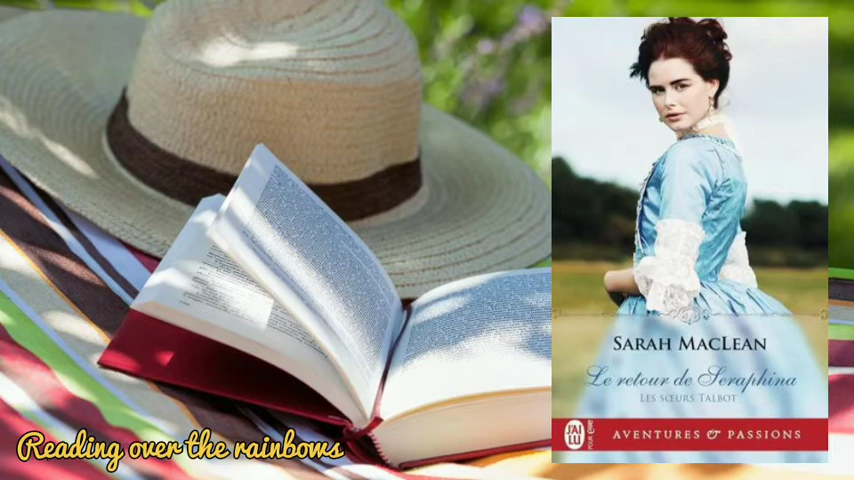 SARAH MACLEAN
Le retour de Seraphina
LES SŒURS TALBOT
J'AI
LU
POUR ELLE
AVENTURES & PASSIONS
Reading over the rainbows